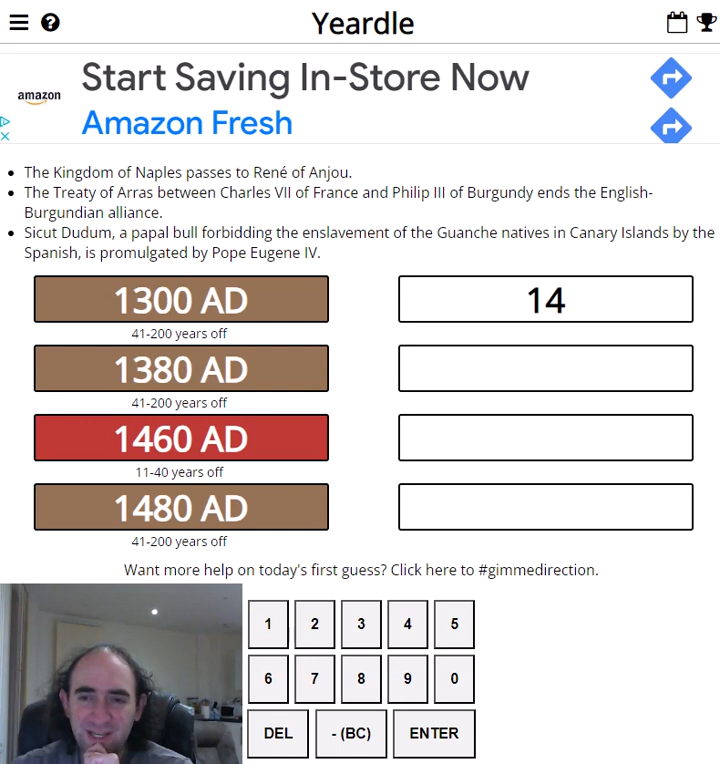 Yeardle
Start Saving In-Store Now
amazon
Amazon Fresh
The Kingdom of Naples passes to René of Anjou.
The Treaty of Arras between Charles VII of France and Philip III of Burgundy ends the English-
Burgundian alliance.
Sicut Dudum, a papal bull forbidding the enslavement of the Guanche natives in Canary Islands by the
Spanish, is promulgated by Pope Eugene IV.
1300 AD
14
41-200 years off
1380 AD
41-200 years off
1460 AD
11-40 years off
1480 AD
41-200 years off
Want more help on today's first guess? Click here to #gimmedirection.
1 2 3 4 5
6 7 8 9 0
DEL - (BC) ENTER